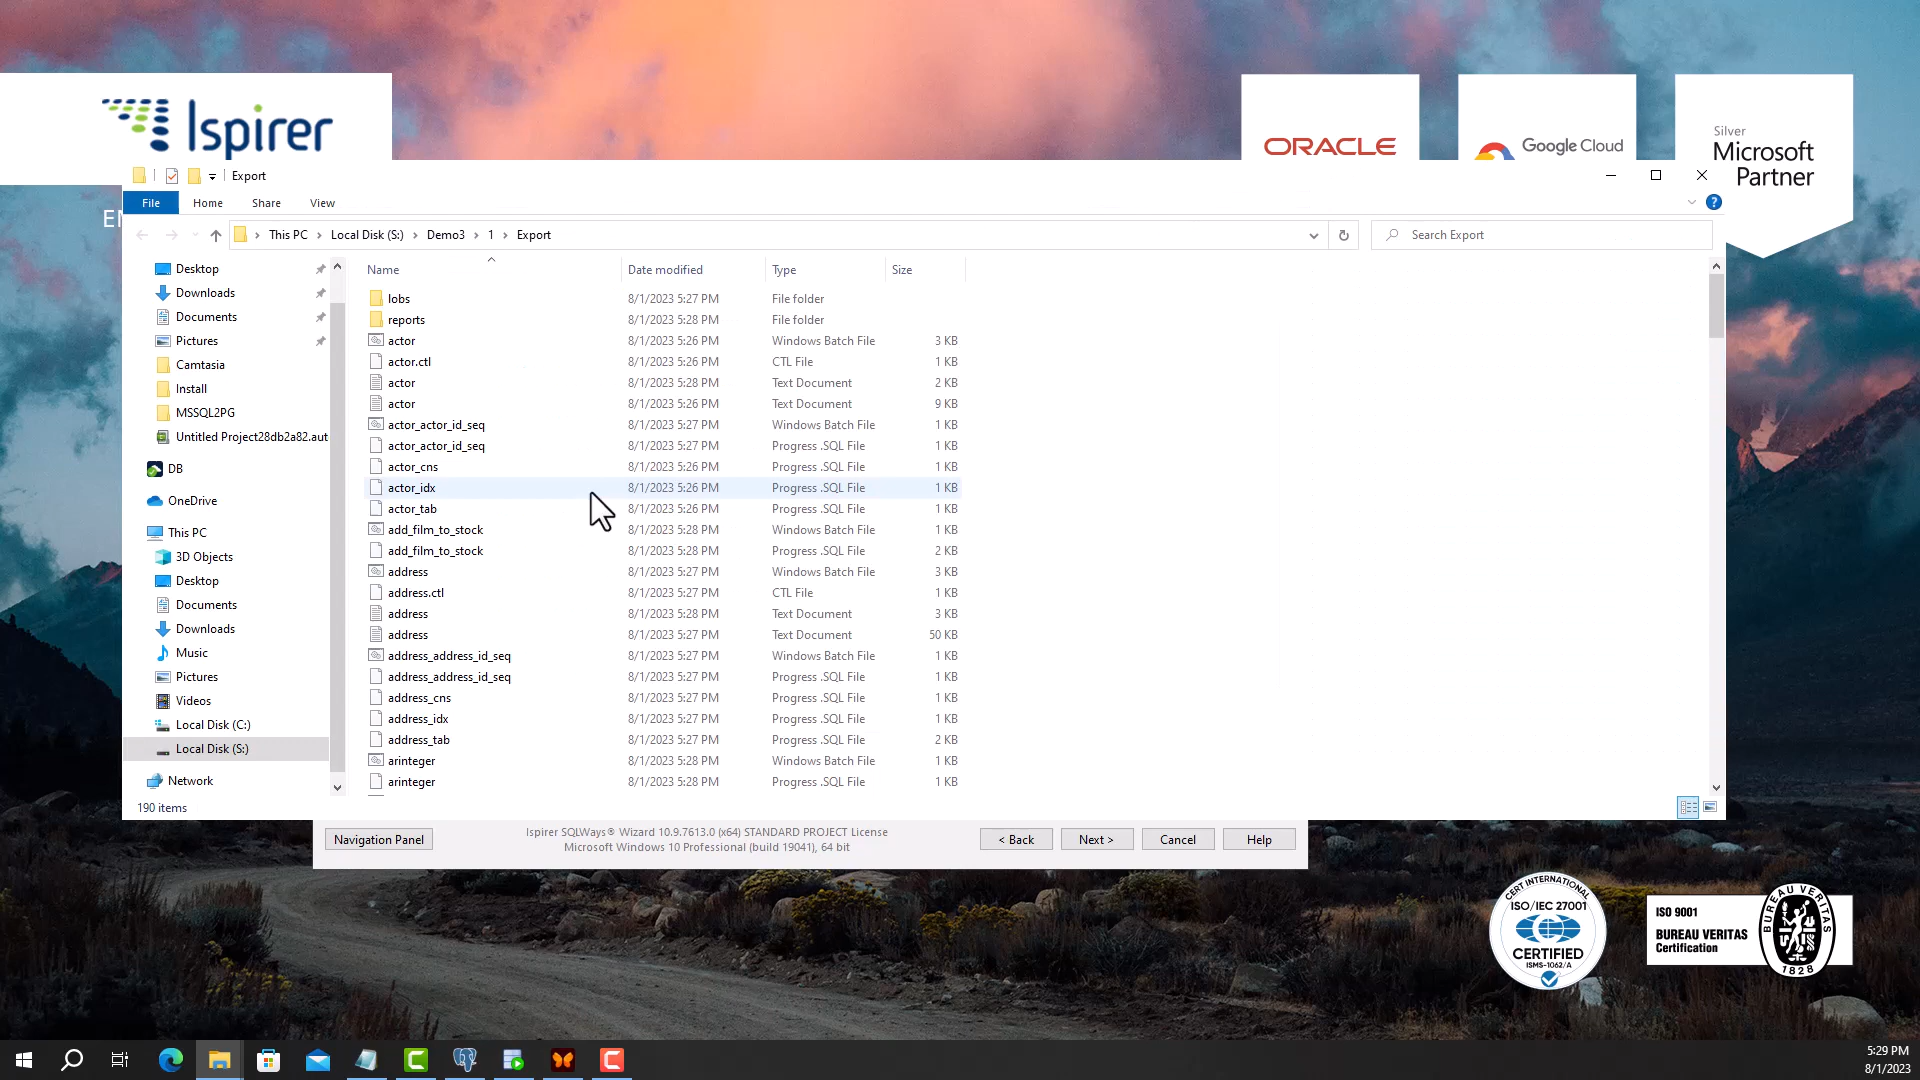 Ispirer
ORACLE
Google Cloud
Silver
Microsoft
Partner
Export
File
Home
Share
View
This PC
Local Disk (S:)
Demo3
1
Export
Search Export
Name
Date modified
Type
Size
Desktop
Downloads
Documents
Pictures
Camtasia
Install
MSSQL2PG
Untitled Project28db2a82.aut
DB
OneDrive
This PC
3D Objects
Desktop
Documents
Downloads
Music
Pictures
Videos
Local Disk (C:)
Local Disk (S:)
Network
lobs 8/1/2023 5:27 PM File folder
reports 8/1/2023 5:28 PM File folder
actor 8/1/2023 5:26 PM Windows Batch File 3 KB
actor.ctl 8/1/2023 5:26 PM CTL File 1 KB
actor 8/1/2023 5:28 PM Text Document 2 KB
actor 8/1/2023 5:26 PM Text Document 9 KB
actor_actor_id_seq 8/1/2023 5:27 PM Windows Batch File 1 KB
actor_actor_id_seq 8/1/2023 5:27 PM Progress .SQL File 1 KB
actor_cns 8/1/2023 5:26 PM Progress .SQL File 1 KB
actor_idx 8/1/2023 5:26 PM Progress .SQL File 1 KB
actor_tab 8/1/2023 5:26 PM Progress .SQL File 1 KB
add_film_to_stock 8/1/2023 5:28 PM Windows Batch File 1 KB
add_film_to_stock 8/1/2023 5:28 PM Progress .SQL File 2 KB
address 8/1/2023 5:27 PM Windows Batch File 3 KB
address.ctl 8/1/2023 5:27 PM CTL File 1 KB
address 8/1/2023 5:28 PM Text Document 3 KB
address 8/1/2023 5:27 PM Text Document 50 KB
address_address_id_seq 8/1/2023 5:27 PM Windows Batch File 1 KB
address_address_id_seq 8/1/2023 5:27 PM Progress .SQL File 1 KB
address_cns 8/1/2023 5:27 PM Progress .SQL File 1 KB
address_idx 8/1/2023 5:27 PM Progress .SQL File 1 KB
address_tab 8/1/2023 5:27 PM Progress .SQL File 2 KB
arinteger 8/1/2023 5:28 PM Windows Batch File 1 KB
arinteger 8/1/2023 5:28 PM Progress .SQL File 1 KB
190 items
Navigation Panel
Ispirer SQLWays® Wizard 10.9.7613.0 (x64) STANDARD PROJECT License
Microsoft Windows 10 Professional (build 19041), 64 bit
< Back
Next >
Cancel
Help
CERT INTERNATIONAL
ISO/IEC 27001
CERTIFIED
ISMS-1062/A
ISO 9001
BUREAU VERITAS
Certification
BUREAU VERITAS
1828
5:29 PM
8/1/2023